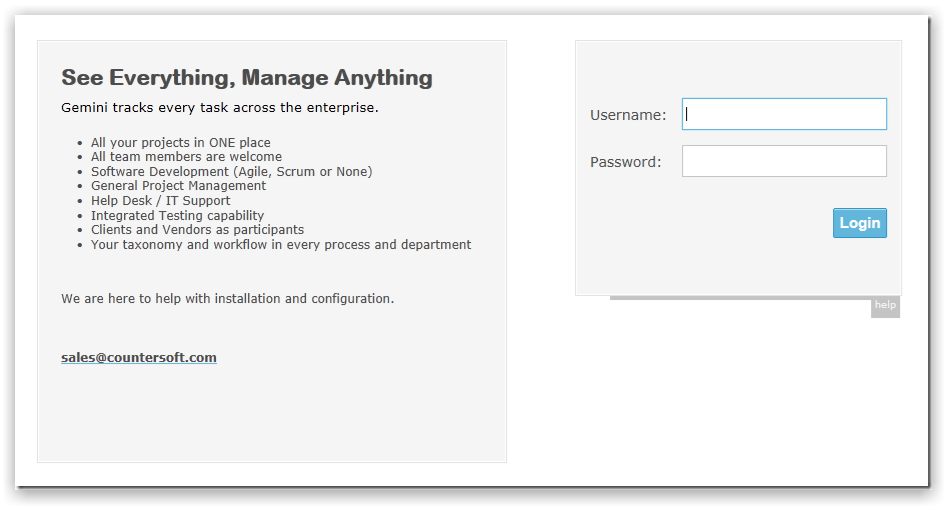 See Everything, Manage Anything
Gemini tracks every task across the enterprise.
• All your projects in ONE place
• All team members are welcome
• Software Development (Agile, Scrum or None)
• General Project Management
• Help Desk / IT Support
• Integrated Testing capability
• Clients and Vendors as participants
• Your taxonomy and workflow in every process and department
We are here to help with installation and configuration.
sales@countersoft.com
Username:
Password:
Login
help